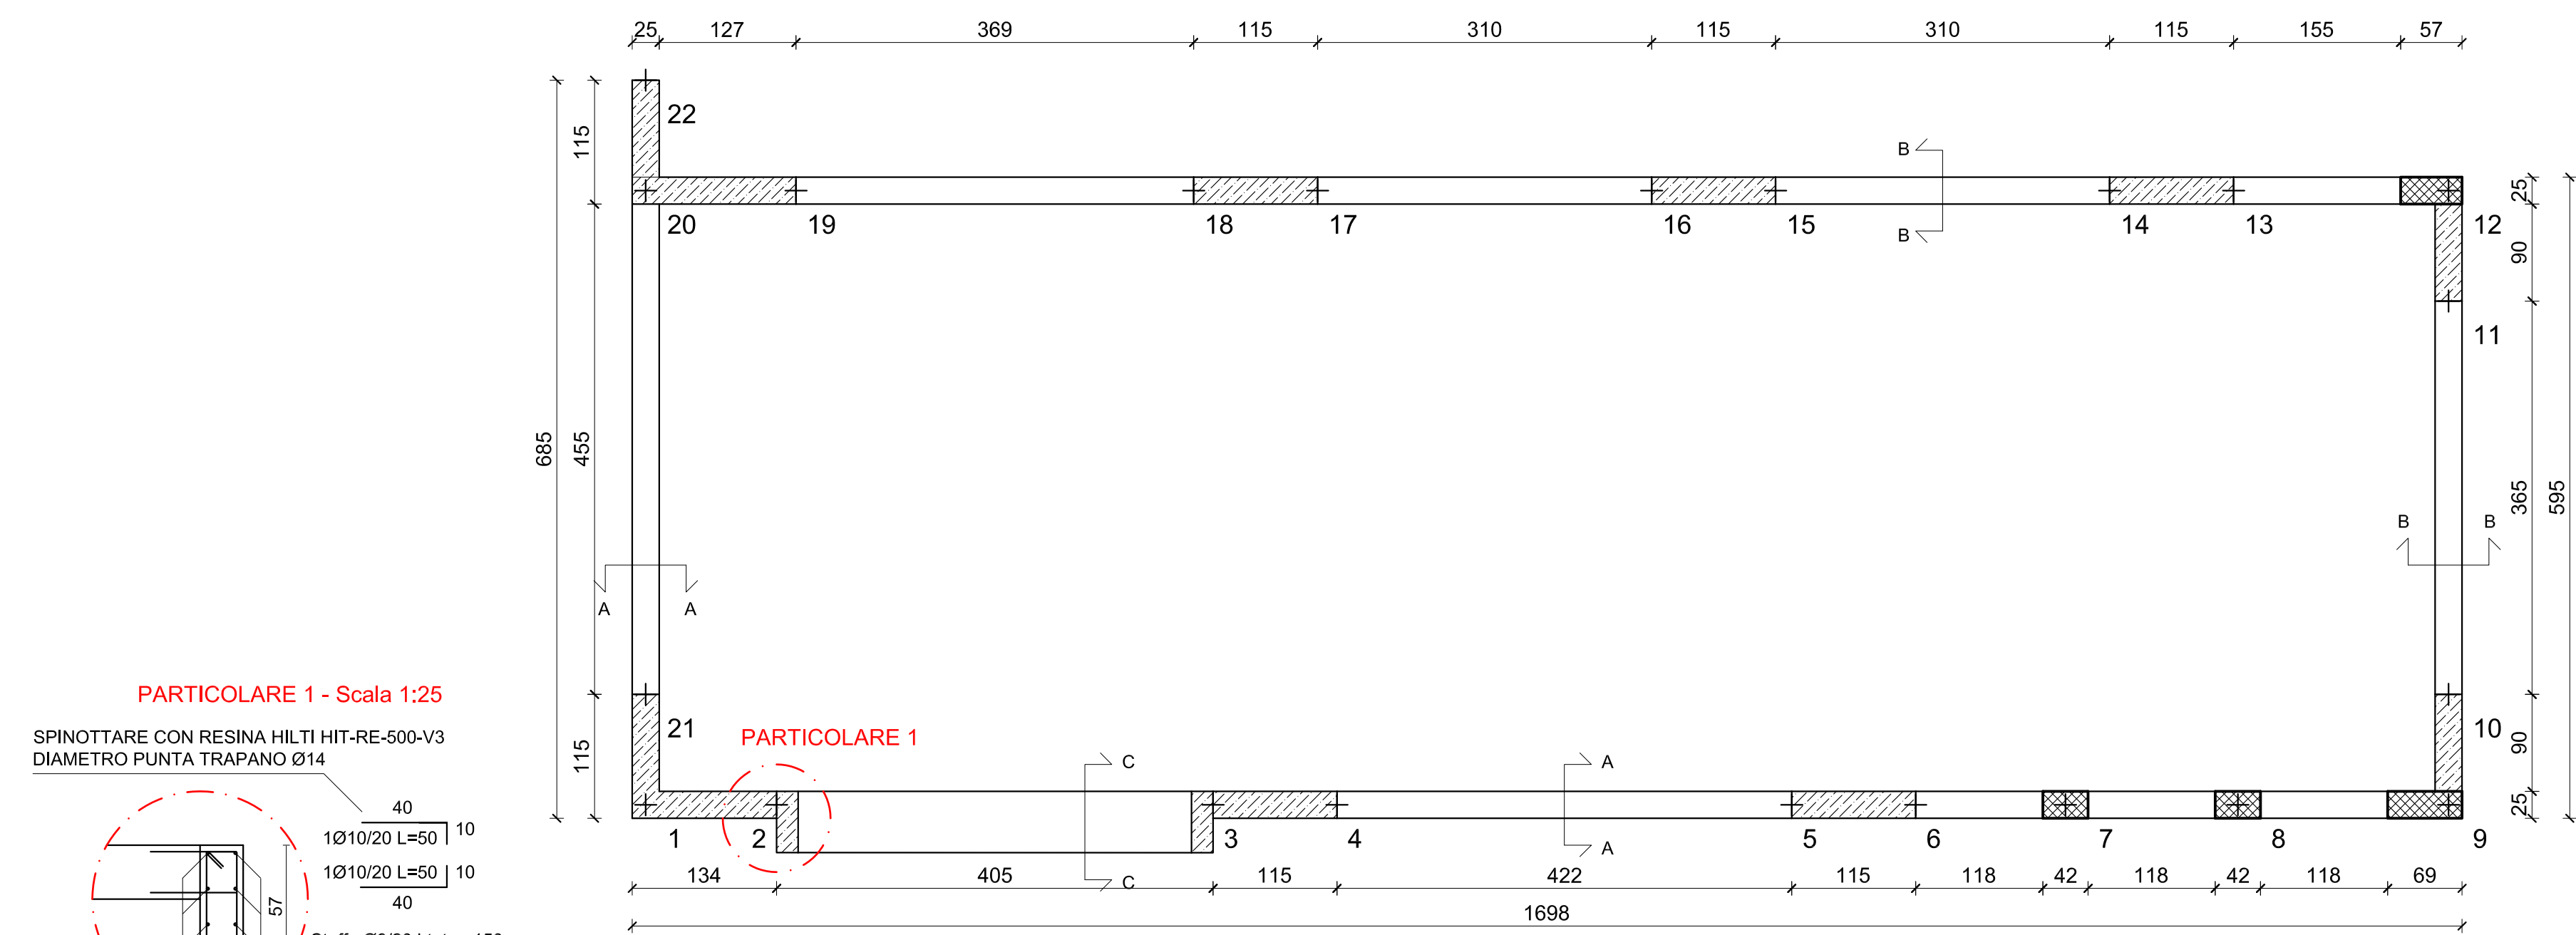 25 127 369 115 310 115 310 115 155 57
22
115
B
B
25
20 19 18 17 16 15 14 13 12
90
11
685
455
365
595
B B
A A
PARTICOLARE 1 - Scala 1:25
SPINOTTARE CON RESINA HILTI HIT-RE-500-V3
DIAMETRO PUNTA TRAPANO Ø14
21
PARTICOLARE 1
10
115
90
C
A
25
40
1Ø10/20 L=50 10
1Ø10/20 L=50 10
40
57
1 2 3 4 5 6 7 8 9
A
C
134 405 115 422 115 118 42 118 42 118 69
1698